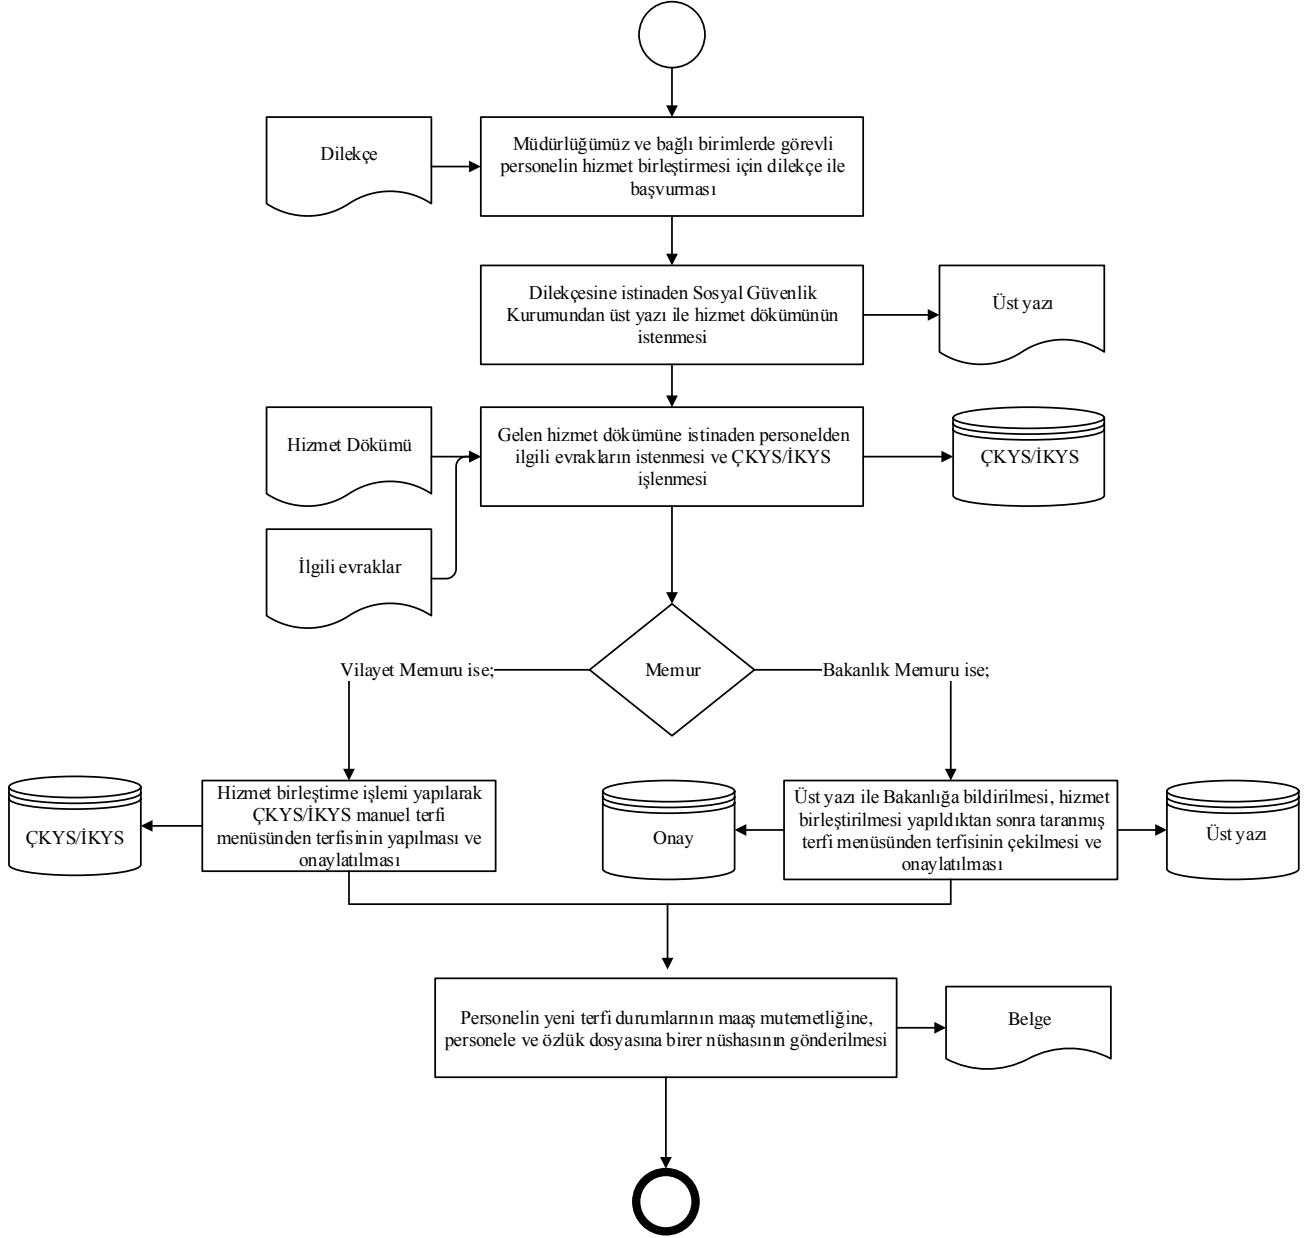 Dilekçe
Müdürlüğümüz ve bağlı birimlerde görevli
personelin hizmet birleştirmesi için dilekçe ile
başvurması
Dilekçesine istinaden Sosyal Güvenlik
Kurumundan üst yazı ile hizmet dökümünün
istenmesi
Üst yazı
Hizmet Dökümü
Gelen hizmet dökümüne istinaden personelden
ilgili evrakların istenmesi ve ÇKYS/İKYS
işlenmesi
ÇKYS/İKYS
İlgili evraklar
Vilayet Memuru ise;
Memur
Bakanlık Memuru ise;
ÇKYS/İKYS
Hizmet birleştirme işlemi yapılarak
ÇKYS/İKYS manuel terfi
menüsünden terfisinin yapılması ve
onaylatılması
Onay
Üst yazı ile Bakanlığa bildirilmesi, hizmet
birleştirilmesi yapıldıktan sonra taranmış
terfi menüsünden terfisinin çekilmesi ve
onaylatılması
Üst yazı
Personelin yeni terfi durumlarının maaş mutemetliğine,
personele ve özlük dosyasına birer nüshasının gönderilmesi
Belge